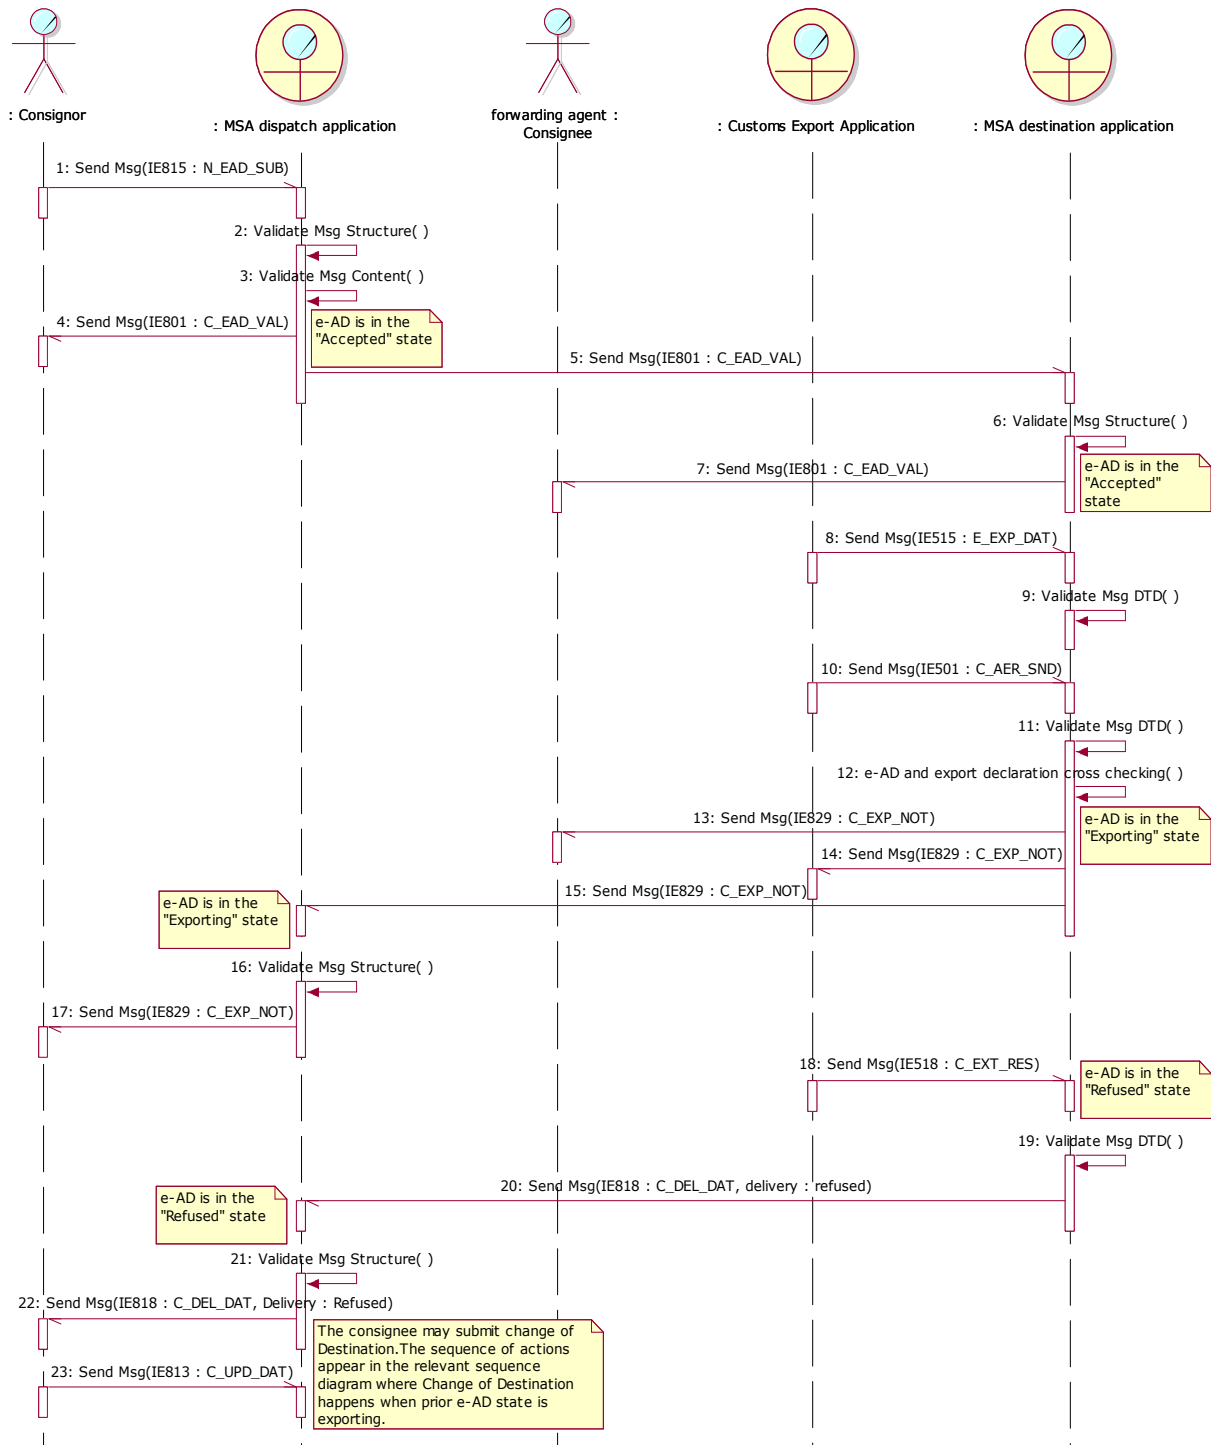 : Consignor
: MSA dispatch application
forwarding agent :
Consignee
: Customs Export Application
: MSA destination application
1: Send Msg(IE815 : N_EAD_SUB)
2: Validate Msg Structure( )
3: Validate Msg Content( )
4: Send Msg(IE801 : C_EAD_VAL)
e-AD is in the
"Accepted" state
5: Send Msg(IE801 : C_EAD_VAL)
6: Validate Msg Structure( )
7: Send Msg(IE801 : C_EAD_VAL)
e-AD is in the
"Accepted"
state
8: Send Msg(IE515 : E_EXP_DAT)
9: Validate Msg DTD( )
10: Send Msg(IE501 : C_AER_SND)
11: Validate Msg DTD( )
12: e-AD and export declaration cross checking( )
13: Send Msg(IE829 : C_EXP_NOT)
e-AD is in the
"Exporting" state
14: Send Msg(IE829 : C_EXP_NOT)
15: Send Msg(IE829 : C_EXP_NOT)
e-AD is in the
"Exporting" state
16: Validate Msg Structure( )
17: Send Msg(IE829 : C_EXP_NOT)
18: Send Msg(IE518 : C_EXT_RES)
e-AD is in the
"Refused" state
19: Validate Msg DTD( )
20: Send Msg(IE818 : C_DEL_DAT, delivery : refused)
e-AD is in the
"Refused" state
21: Validate Msg Structure( )
22: Send Msg(IE818 : C_DEL_DAT, Delivery : Refused)
The consignee may submit change of
Destination.The sequence of actions
appear in the relevant sequence
diagram where Change of Destination
happens when prior e-AD state is
exporting.
23: Send Msg(IE813 : C_UPD_DAT)